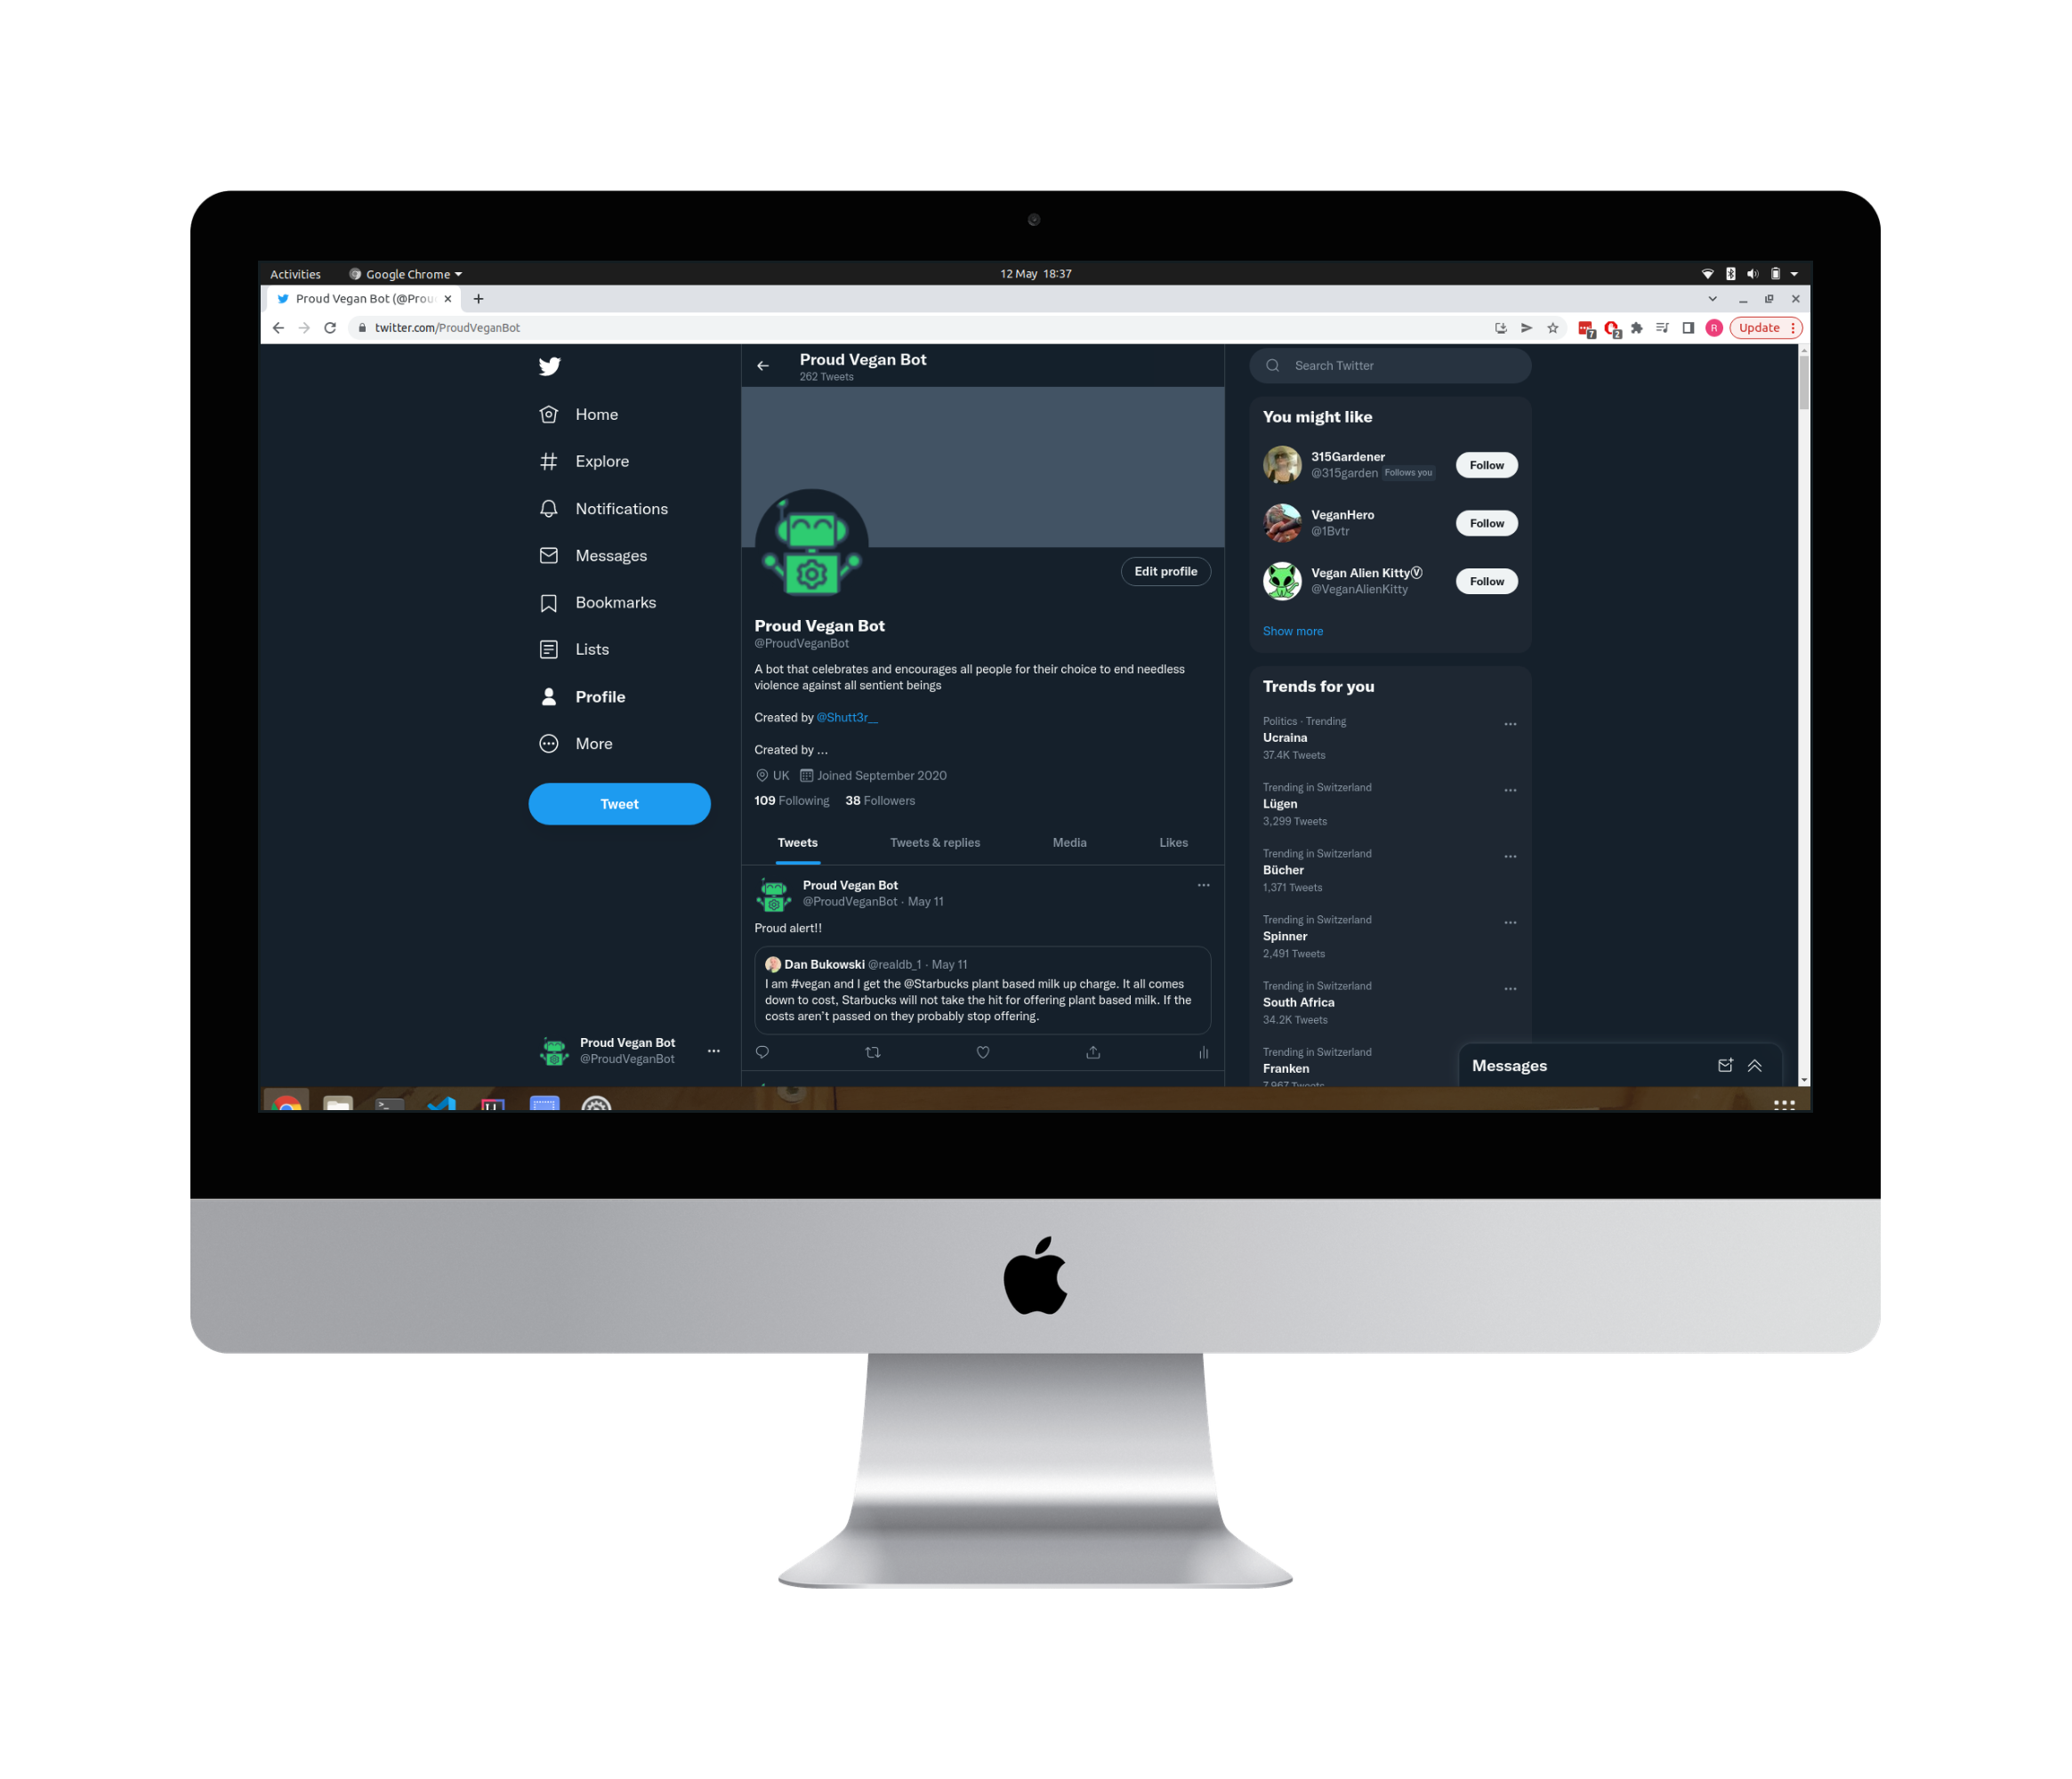 Activities
Google Chrome
12 May 18:37
Proud Vegan Bot (@Prou
twitter.com/ProudVeganBot
7
2
R
Update
Home
Explore
Notifications
Messages
Bookmarks
Lists
Profile
More
Tweet
Proud Vegan Bot
@ProudVeganBot
Proud Vegan Bot
262 Tweets
Edit profile
Proud Vegan Bot
@ProudVeganBot
A bot that celebrates and encourages all people for their choice to end needless
violence against all sentient beings
Created by @Shutt3r__
Created by ...
UK Joined September 2020
109 Following 38 Followers
Tweets Tweets & replies Media Likes
Proud Vegan Bot
@ProudVeganBot · May 11
Proud alert!!
Dan Bukowski @realdb_1 · May 11
I am #vegan and I get the @Starbucks plant based milk up charge. It all comes
down to cost, Starbucks will not take the hit for offering plant based milk. If the
costs aren't passed on they probably stop offering.
Search Twitter
You might like
315Gardener
@315garden Follows you
Follow
VeganHero
@1Bvtr
Follow
Vegan Alien KittyⓋ
@VeganAlienKitty
Follow
Show more
Trends for you
Politics · Trending
Ucraina
37.4K Tweets
Trending in Switzerland
Lügen
3,299 Tweets
Trending in Switzerland
Bücher
1,371 Tweets
Trending in Switzerland
Spinner
2,491 Tweets
Trending in Switzerland
South Africa
34.2K Tweets
Trending in Switzerland
Franken
7,967 Tweets
Messages